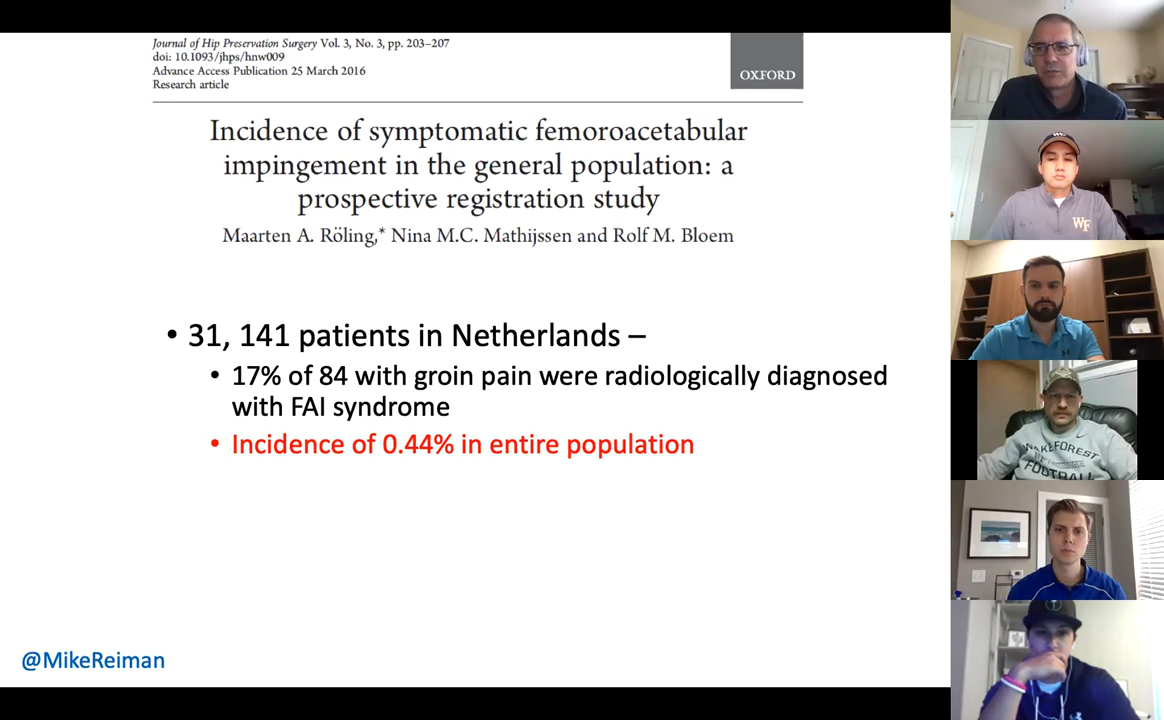 Journal of Hip Preservation Surgery Vol. 3, No. 3, pp. 203–207
doi: 10.1093/jhps/hnw009
Advance Access Publication 25 March 2016
Research article
OXFORD
Incidence of symptomatic femoroacetabular
impingement in the general population: a
prospective registration study
Maarten A. Röling,* Nina M.C. Mathijssen and Rolf M. Bloem
• 31, 141 patients in Netherlands –
• 17% of 84 with groin pain were radiologically diagnosed
with FAI syndrome
• Incidence of 0.44% in entire population
@MikeReiman
WF
WF
WAKE FOREST
FOOTBALL